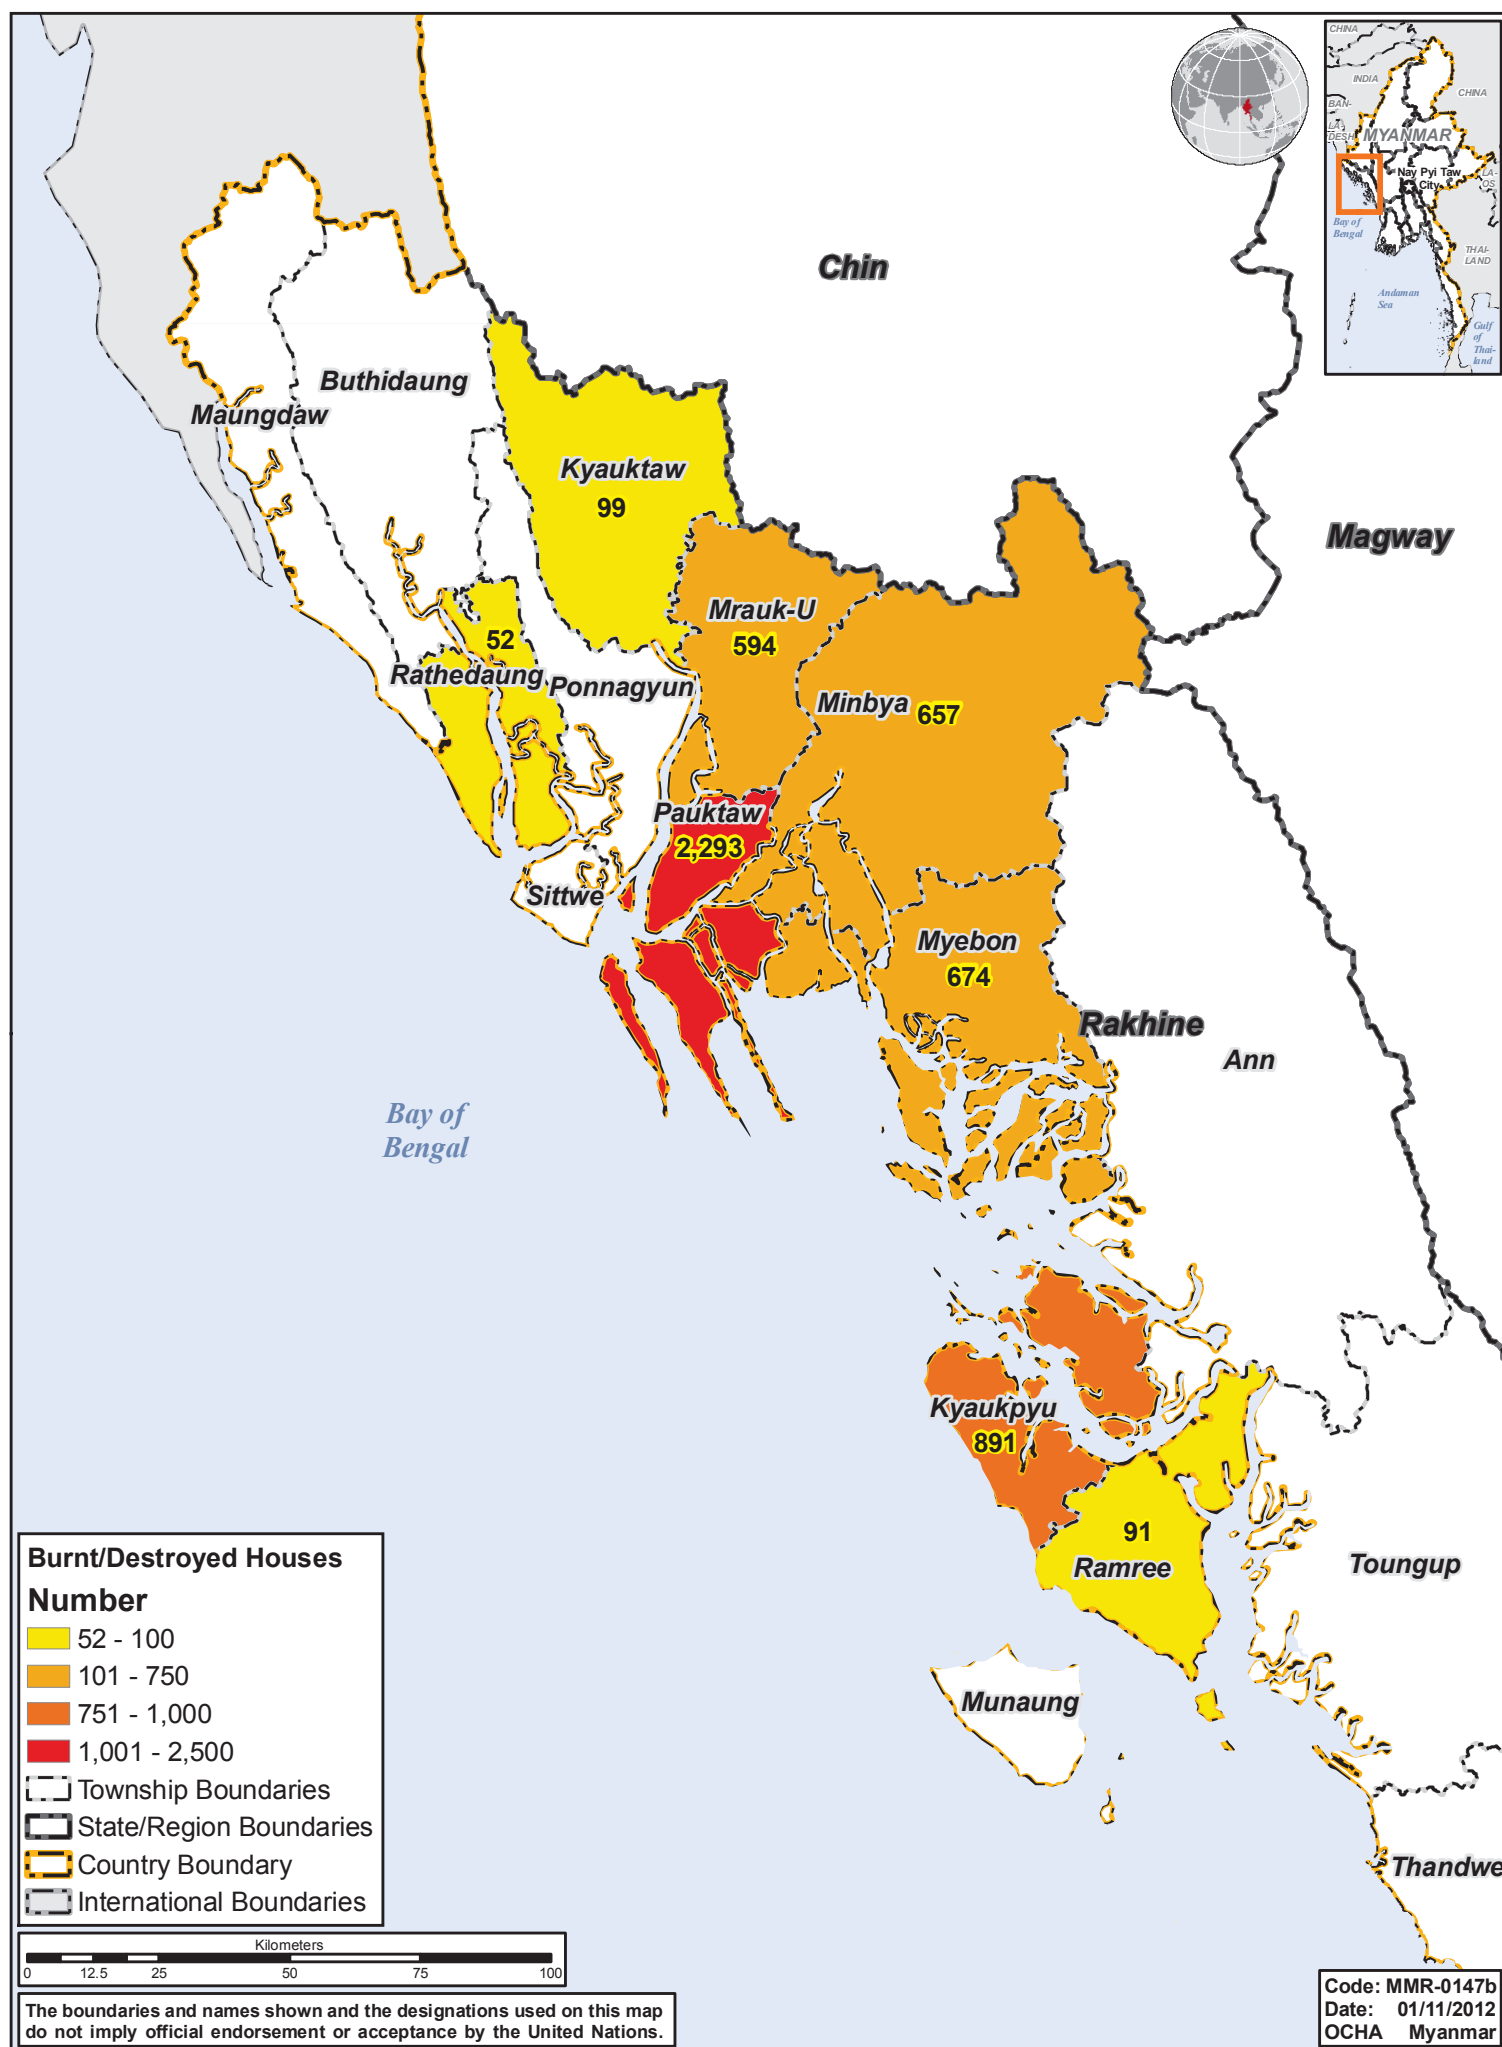 CHINA
INDIA
CHINA
BAN-
LA-
DESH
MYANMAR
Nay Pyi Taw
City
LA-
OS
Bay of
Bengal
THAI-
LAND
Andaman
Sea
Gulf
of
Thai-
land
Chin
Buthidaung
Maungdaw
Kyauktaw
99
Magway
Mrauk-U
594
52
Rathedaung
Ponnagyun
Minbya
657
Pauktaw
2,293
Sittwe
Myebon
674
Rakhine
Ann
Bay of
Bengal
Kyaukpyu
891
91
Ramree
Toungup
Munaung
Thandwe
Burnt/Destroyed Houses
Number
52 - 100
101 - 750
751 - 1,000
1,001 - 2,500
Township Boundaries
State/Region Boundaries
Country Boundary
International Boundaries
Kilometers
0 12.5 25 50 75 100
The boundaries and names shown and the designations used on this map
do not imply official endorsement or acceptance by the United Nations.
Code: MMR-0147b
Date: 01/11/2012
OCHA Myanmar